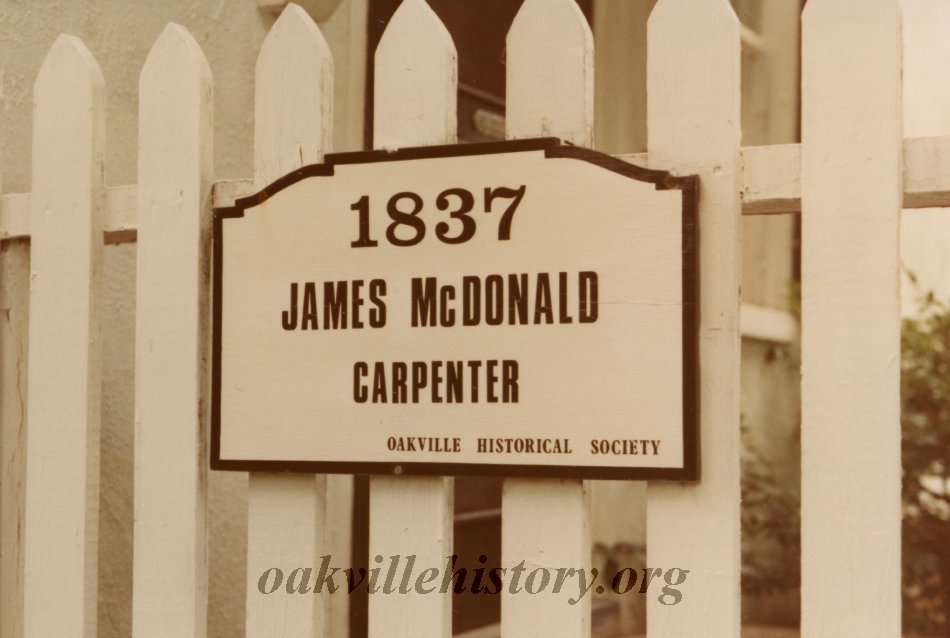 1837
JAMES McDONALD
CARPENTER
OAKVILLE HISTORICAL SOCIETY
oakvillehistory.org